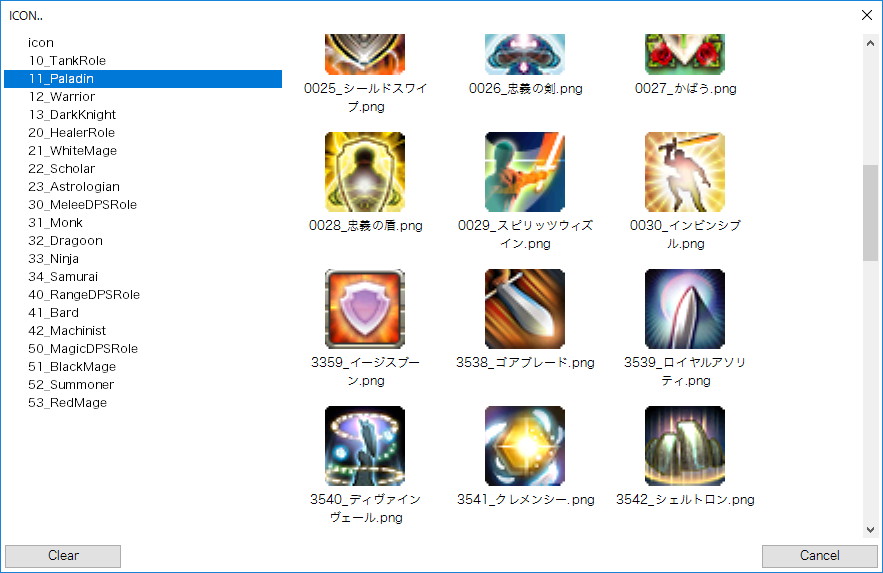 ICON..
icon
10_TankRole
11_Paladin
12_Warrior
13_DarkKnight
20_HealerRole
21_WhiteMage
22_Scholar
23_Astrologian
30_MeleeDPSRole
31_Monk
32_Dragoon
33_Ninja
34_Samurai
40_RangeDPSRole
41_Bard
42_Machinist
50_MagicDPSRole
51_BlackMage
52_Summoner
53_RedMage
0025_シールドスワイ
プ.png
0026_忠義の剣.png
0027_かばう.png
0028_忠義の盾.png
0029_スピリッツウィズ
イン.png
0030_インビンシブ
ル.png
3359_イージスブー
ン.png
3538_ゴアブレード.png
3539_ロイヤルアソリ
ティ.png
3540_ディヴァイン
ヴェール.png
3541_クレメンシー.png
3542_シェルトロン.png
Clear
Cancel